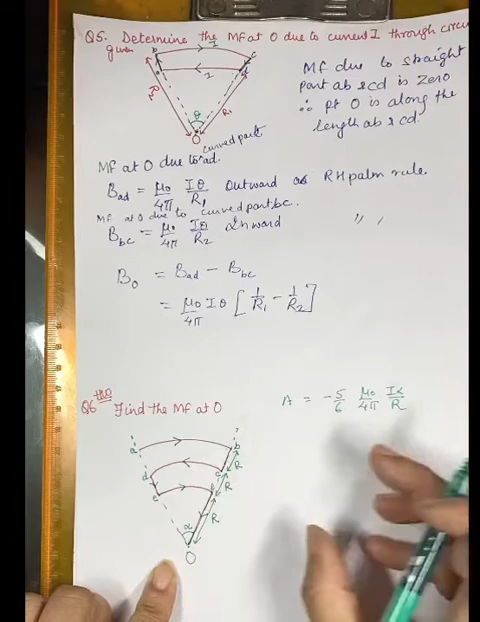 Q5. Determine the MF at O due to current I through circui
given
b
I
c
a
I
d
R2
θ
R1
O
MF due to straight
part ab & cd is zero
∴ pt O is along the
length ab & cd.
curved part
MF at O due to ad.
Bad = μ0/4π Iθ/R1 Outward as RH palm rule.
MF at O due to curved part bc.
Bbc = μ0/4π Iθ/R2 Inward " "
B0 = Bad - Bbc
= μ0/4π Iθ [1/R1 - 1/R2]
Q6 Find the MF at O
A = -5/6 μ0/4π Iα/R
a
b
R
d
c
R
e
R
α
O